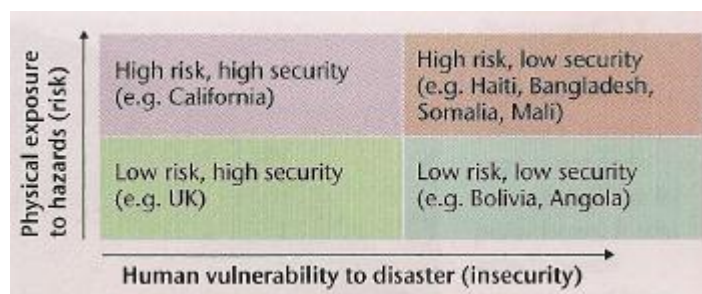 Physical exposure
to hazards (risk)
High risk, high security
(e.g. California)
High risk, low security
(e.g. Haiti, Bangladesh,
Somalia, Mali)
Low risk, high security
(e.g. UK)
Low risk, low security
(e.g. Bolivia, Angola)
Human vulnerability to disaster (insecurity)